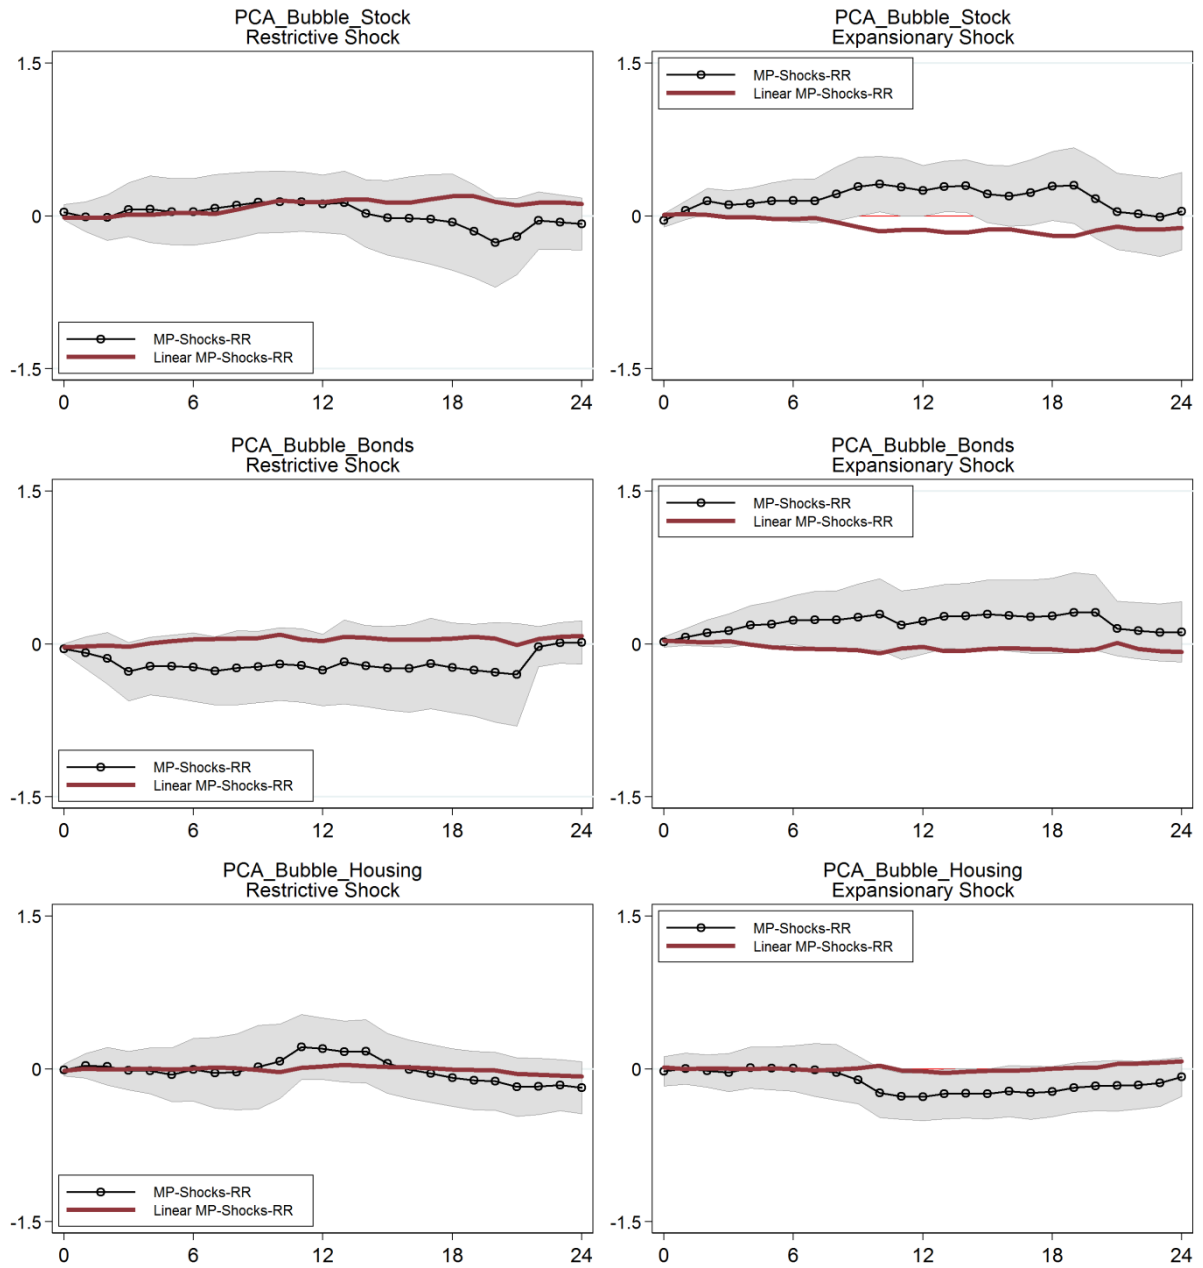 PCA_Bubble_Stock
Restrictive Shock
1.5
0
-1.5
MP-Shocks-RR
Linear MP-Shocks-RR
0 6 12 18 24
PCA_Bubble_Stock
Expansionary Shock
1.5
0
-1.5
MP-Shocks-RR
Linear MP-Shocks-RR
0 6 12 18 24
PCA_Bubble_Bonds
Restrictive Shock
1.5
0
-1.5
MP-Shocks-RR
Linear MP-Shocks-RR
0 6 12 18 24
PCA_Bubble_Bonds
Expansionary Shock
1.5
0
-1.5
MP-Shocks-RR
Linear MP-Shocks-RR
0 6 12 18 24
PCA_Bubble_Housing
Restrictive Shock
1.5
0
-1.5
MP-Shocks-RR
Linear MP-Shocks-RR
0 6 12 18 24
PCA_Bubble_Housing
Expansionary Shock
1.5
0
-1.5
MP-Shocks-RR
Linear MP-Shocks-RR
0 6 12 18 24